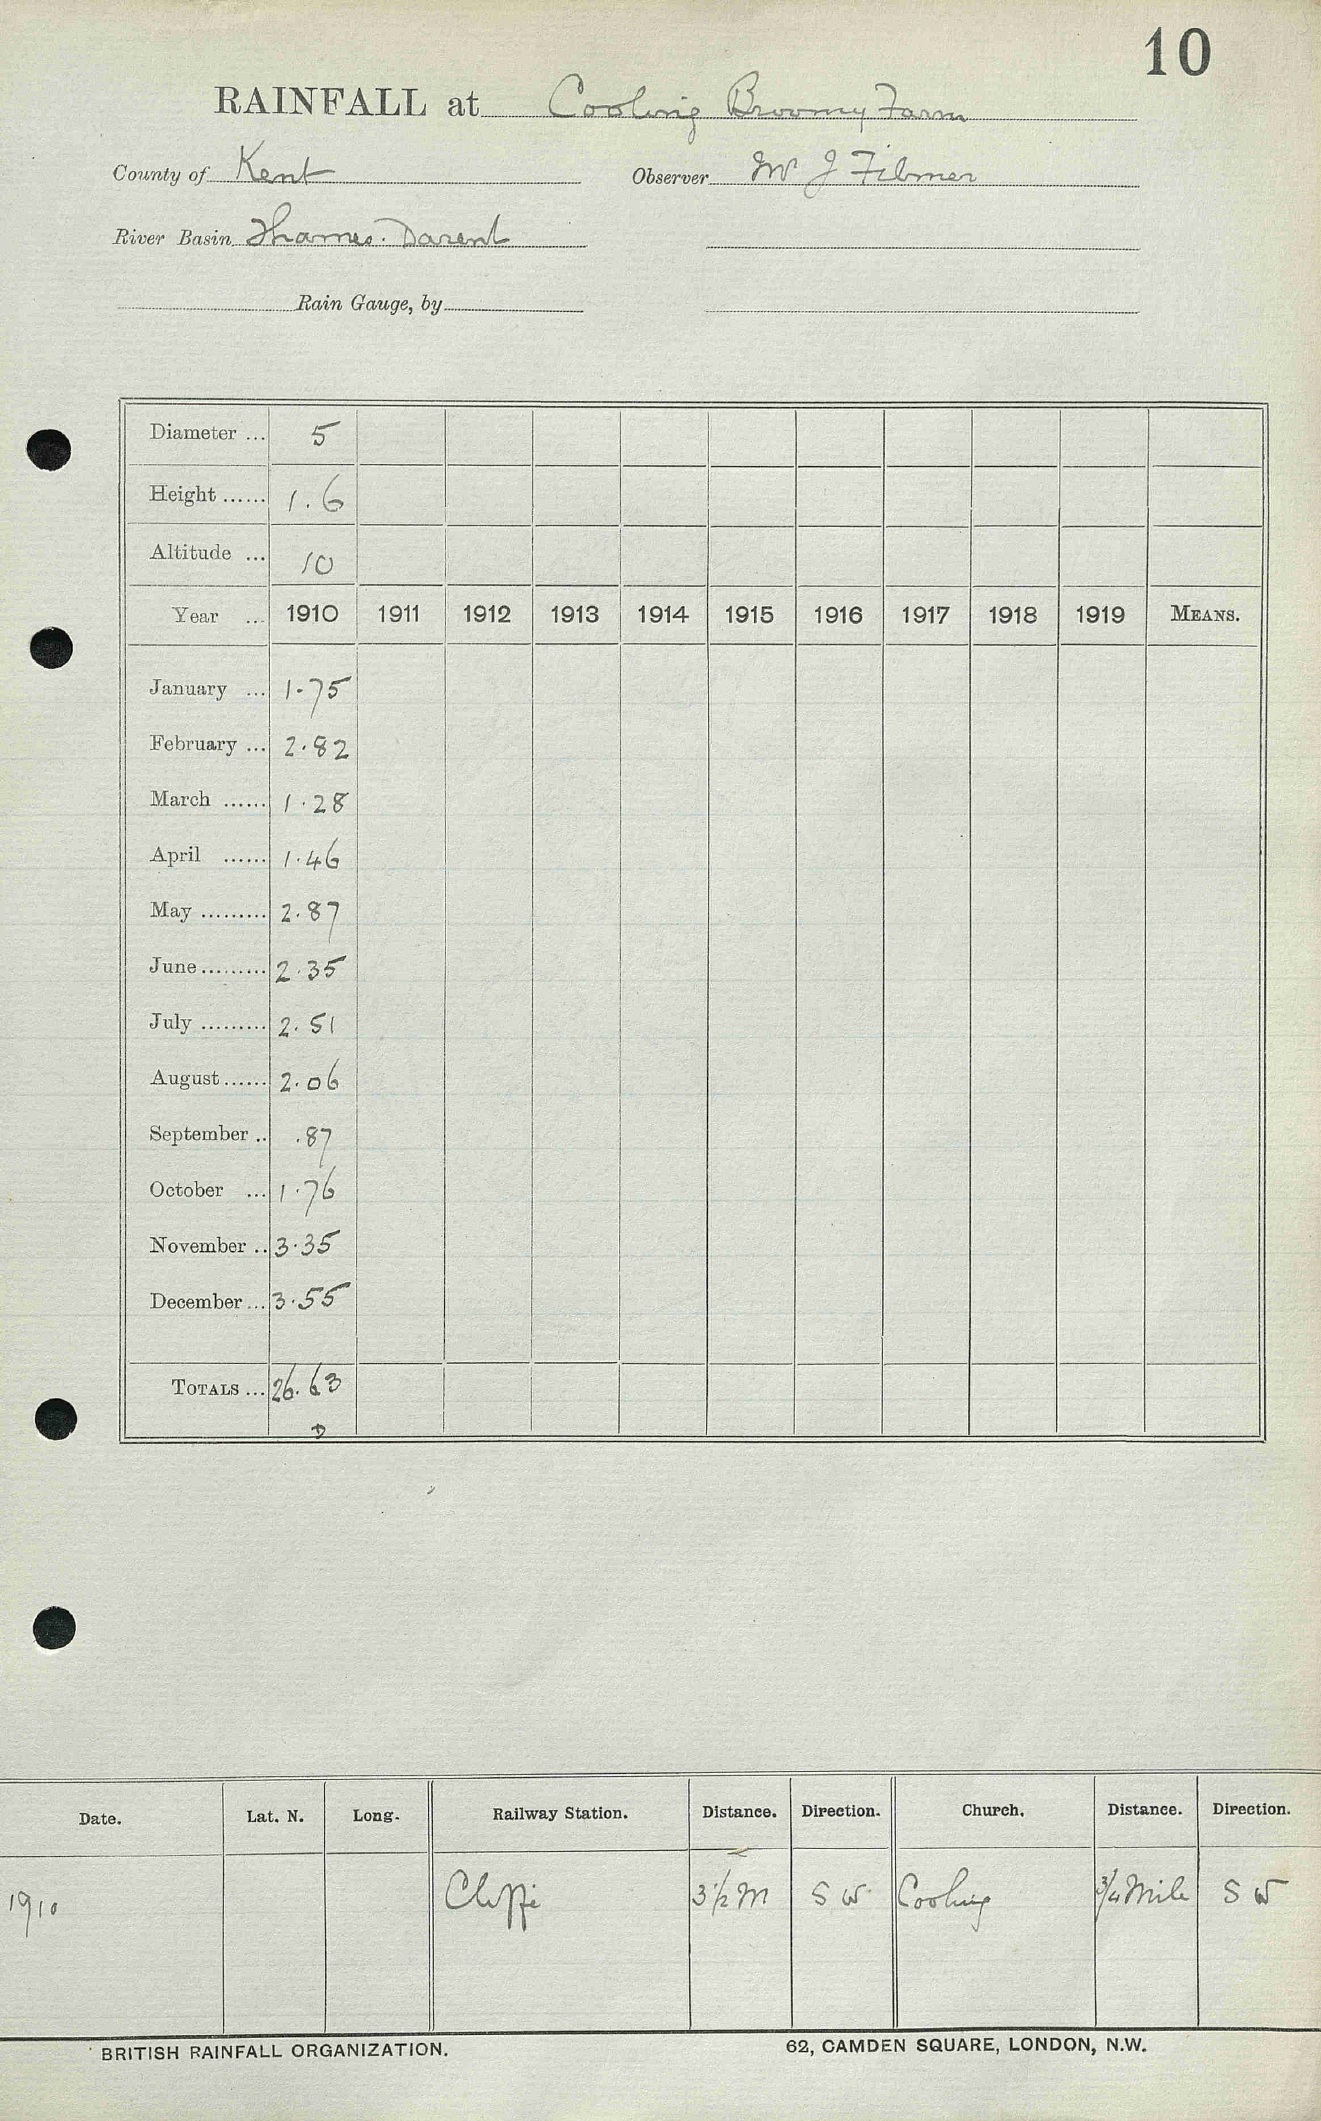 10
RAINFALL at Cooling Broomy Farm
County of Kent Observer Mr J Filmer
River Basin Thames. Darent
Rain Gauge, by
Diameter ... 5
Height ...... 1.6
Altitude ... 10
Year ... 1910 1911 1912 1913 1914 1915 1916 1917 1918 1919 MEANS.
January ... 1.75
February ... 2.82
March ...... 1.28
April ...... 1.46
May ......... 2.87
June ......... 2.35
July ......... 2.51
August ...... 2.06
September .. .87
October ... 1.76
November .. 3.35
December ... 3.55
TOTALS ... 26.63
Date. Lat. N. Long. Railway Station. Distance. Direction. Church. Distance. Direction.
1910 Cliffe 3 1/2 M S W Cooling 3/4 Mile S W
BRITISH RAINFALL ORGANIZATION. 62, CAMDEN SQUARE, LONDON, N.W.